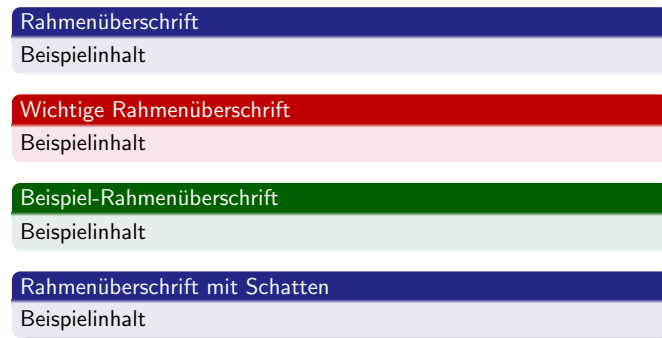 Rahmenüberschrift
Beispielinhalt
Wichtige Rahmenüberschrift
Beispielinhalt
Beispiel-Rahmenüberschrift
Beispielinhalt
Rahmenüberschrift mit Schatten
Beispielinhalt